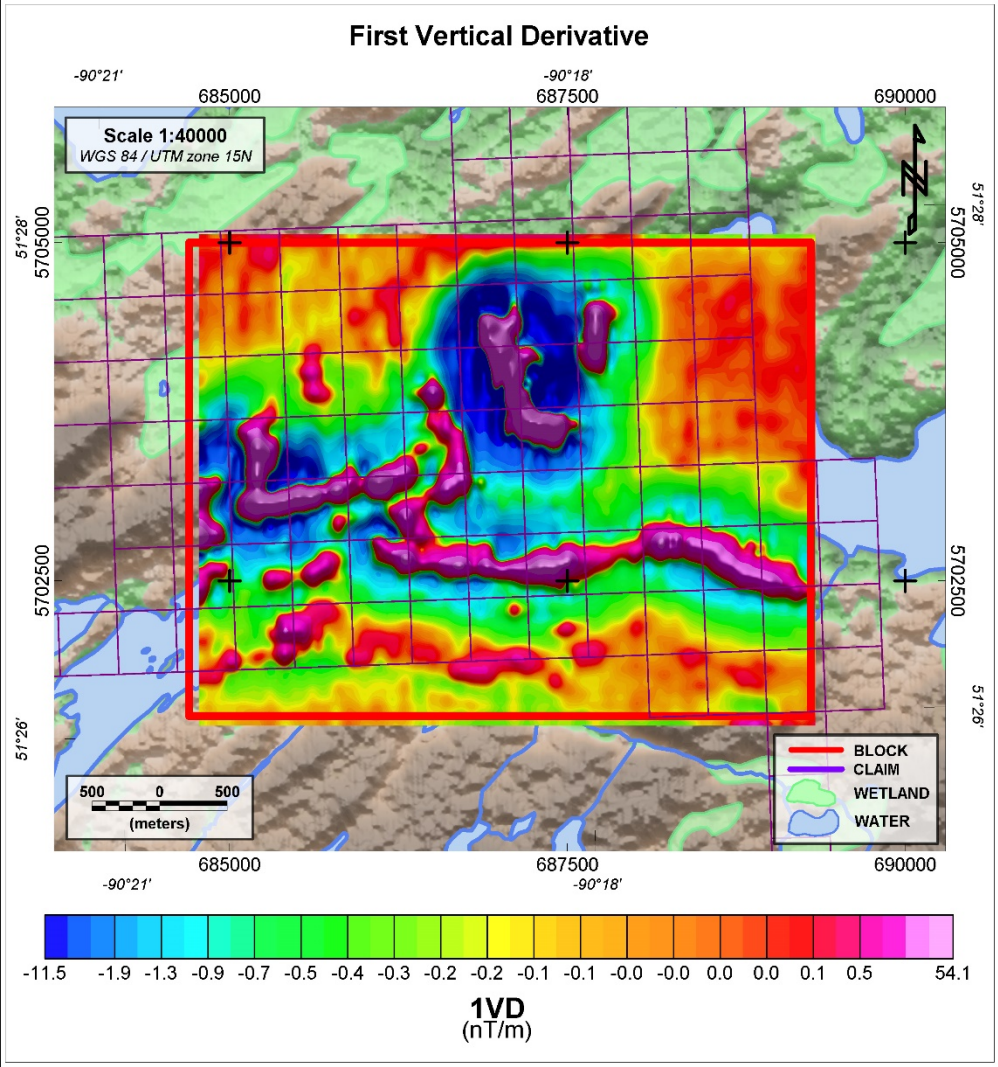 First Vertical Derivative
-90°21' -90°18'
685000 687500 690000
Scale 1:40000
WGS 84 / UTM zone 15N
51°28' 51°28'
5705000 5705000
5702500 5702500
51°26' 51°26'
BLOCK
CLAIM
WETLAND
WATER
500 0 500
(meters)
685000 687500 690000
-90°21' -90°18'
-11.5 -1.9 -1.3 -0.9 -0.7 -0.5 -0.4 -0.3 -0.2 -0.2 -0.1 -0.1 -0.0 -0.0 0.0 0.0 0.1 0.5 54.1
1VD
(nT/m)